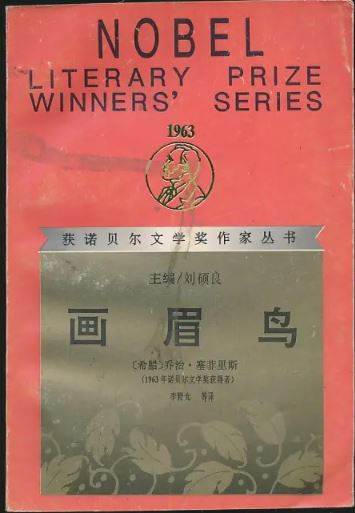 NOBEL
LITERARY PRIZE
WINNERS' SERIES
1963
获诺贝尔文学奖作家丛书
主编/刘硕良
画眉鸟
〔希腊〕乔治·塞菲里斯
(1963年诺贝尔文学奖获得者)
李野光 等译